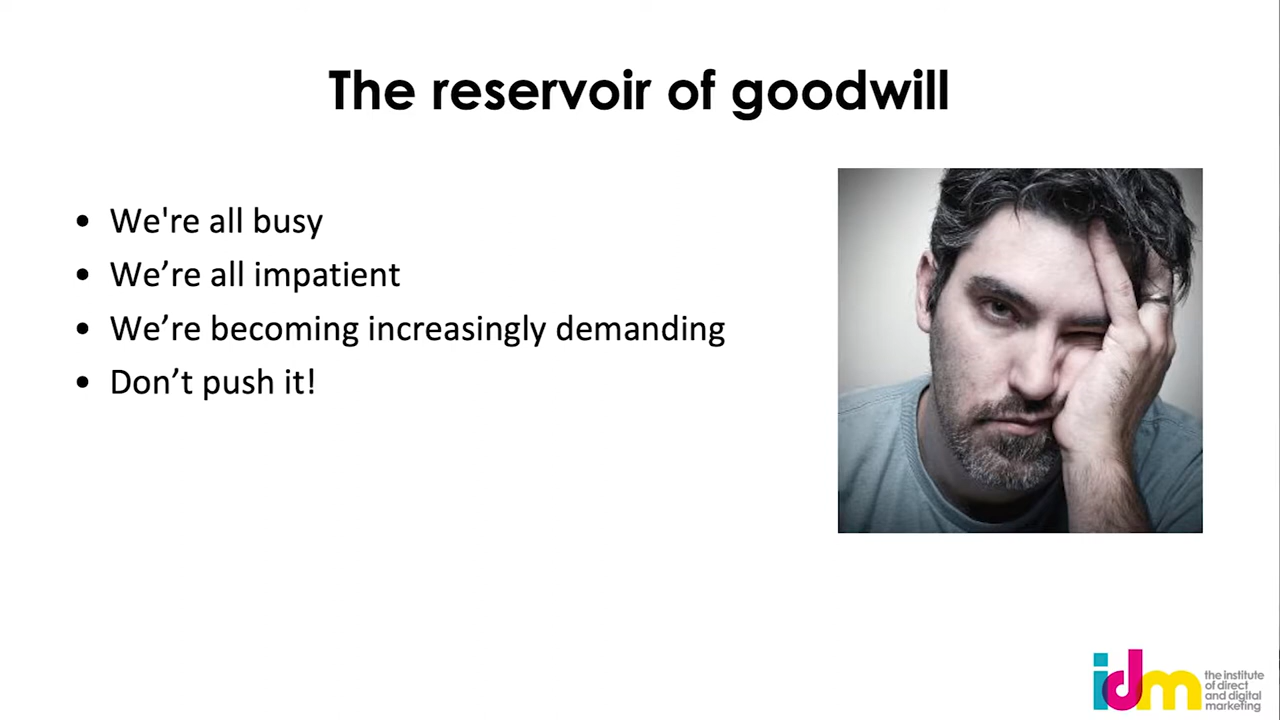 The reservoir of goodwill
• We're all busy
• We’re all impatient
• We’re becoming increasingly demanding
• Don’t push it!
idm
the institute
of direct
and digital
marketing